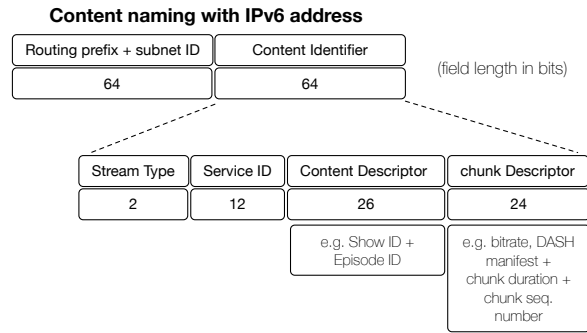 Content naming with IPv6 address
Routing prefix + subnet ID
Content Identifier
64
64
(field length in bits)
Stream Type
Service ID
Content Descriptor
chunk Descriptor
2
12
26
24
e.g. Show ID +
Episode ID
e.g. bitrate, DASH
manifest +
chunk duration +
chunk seq.
number